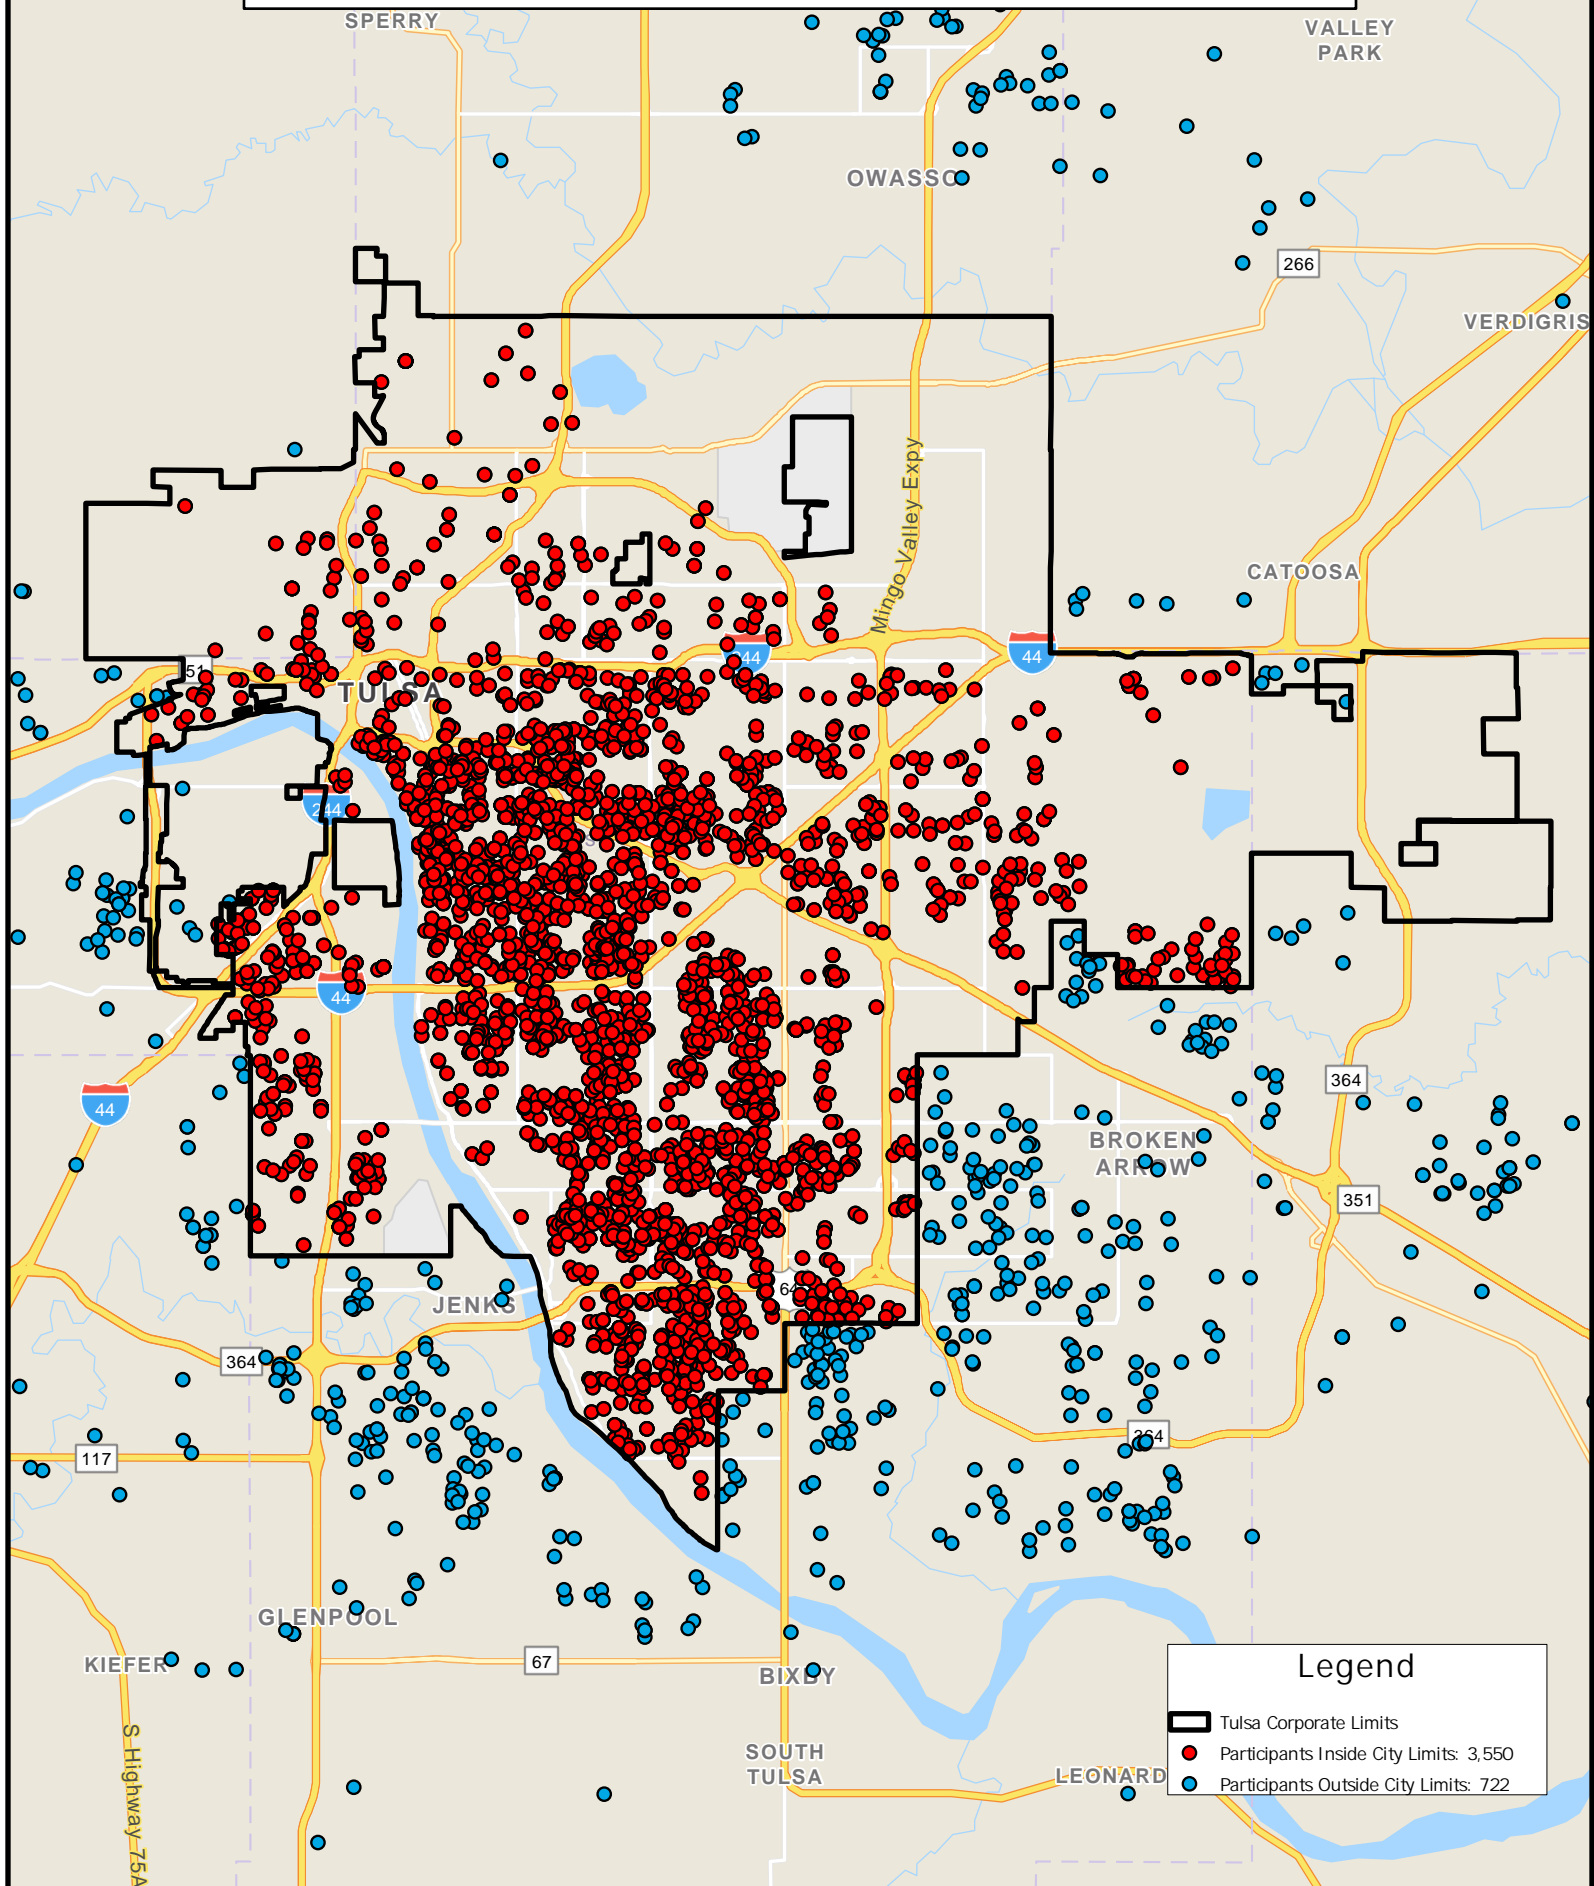 SPERRY
VALLEY
PARK
OWASSO
266
VERDIGRIS
Mingo Valley Expy
CATOOSA
51
44
TULSA
244
44
44
364
BROKEN
ARROW
351
64
JENKS
364
117
364
GLENPOOL
KIEFER
67
BIXBY
S Highway 75A
SOUTH
TULSA
LEONARD
Legend
Tulsa Corporate Limits
Participants Inside City Limits: 3,550
Participants Outside City Limits: 722